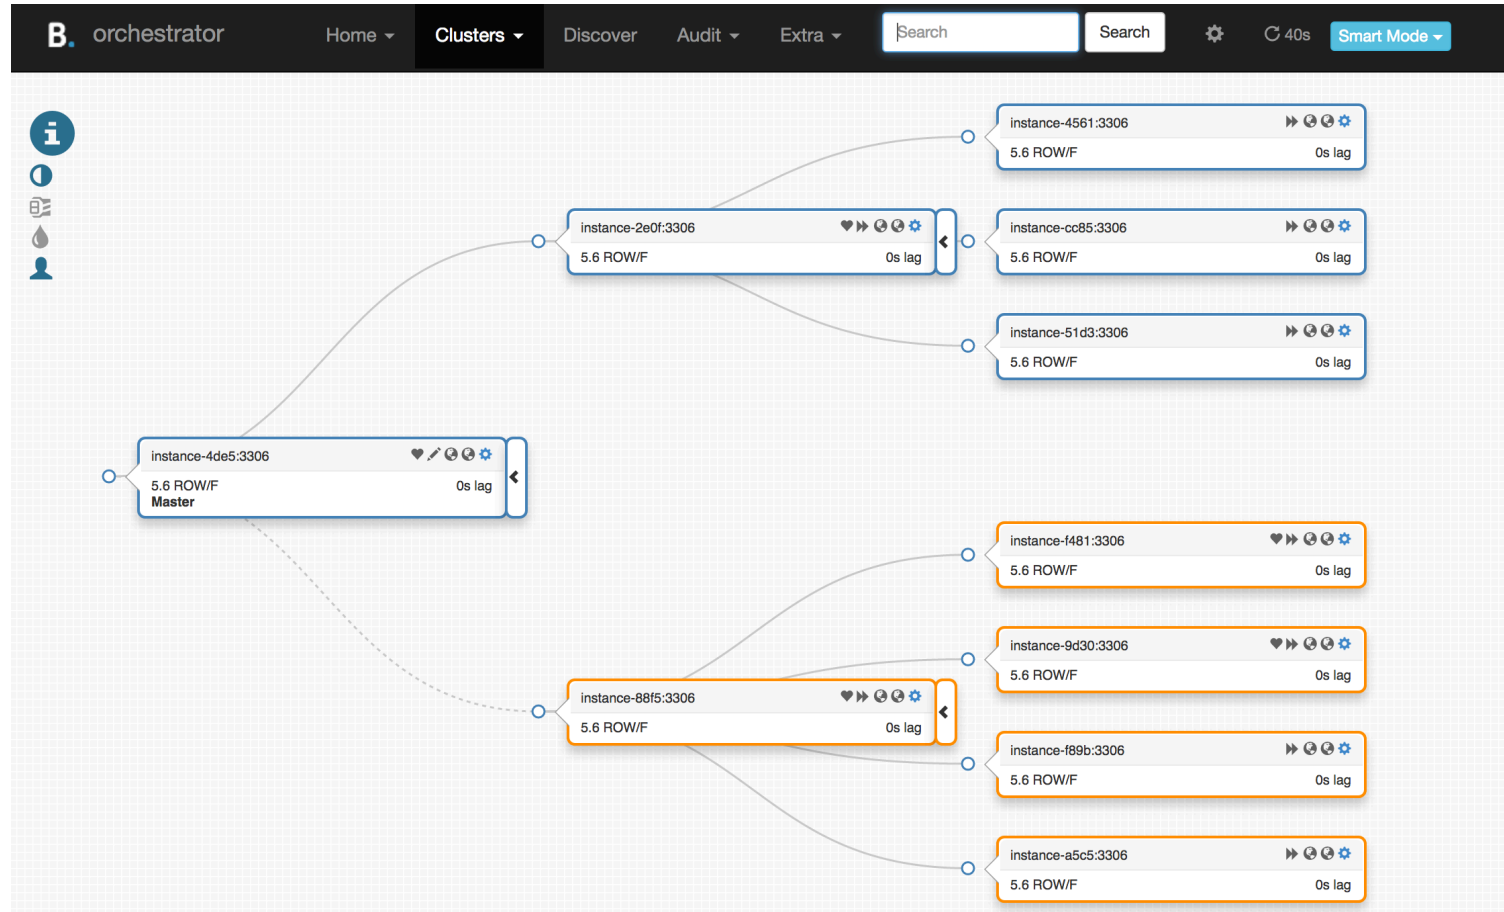 B. orchestrator Home Clusters Discover Audit Extra Search Search 40s Smart Mode
instance-4561:3306
5.6 ROW/F 0s lag
instance-2e0f:3306
5.6 ROW/F 0s lag
instance-cc85:3306
5.6 ROW/F 0s lag
instance-51d3:3306
5.6 ROW/F 0s lag
instance-4de5:3306
5.6 ROW/F 0s lag
Master
instance-f481:3306
5.6 ROW/F 0s lag
instance-9d30:3306
5.6 ROW/F 0s lag
instance-88f5:3306
5.6 ROW/F 0s lag
instance-f89b:3306
5.6 ROW/F 0s lag
instance-a5c5:3306
5.6 ROW/F 0s lag